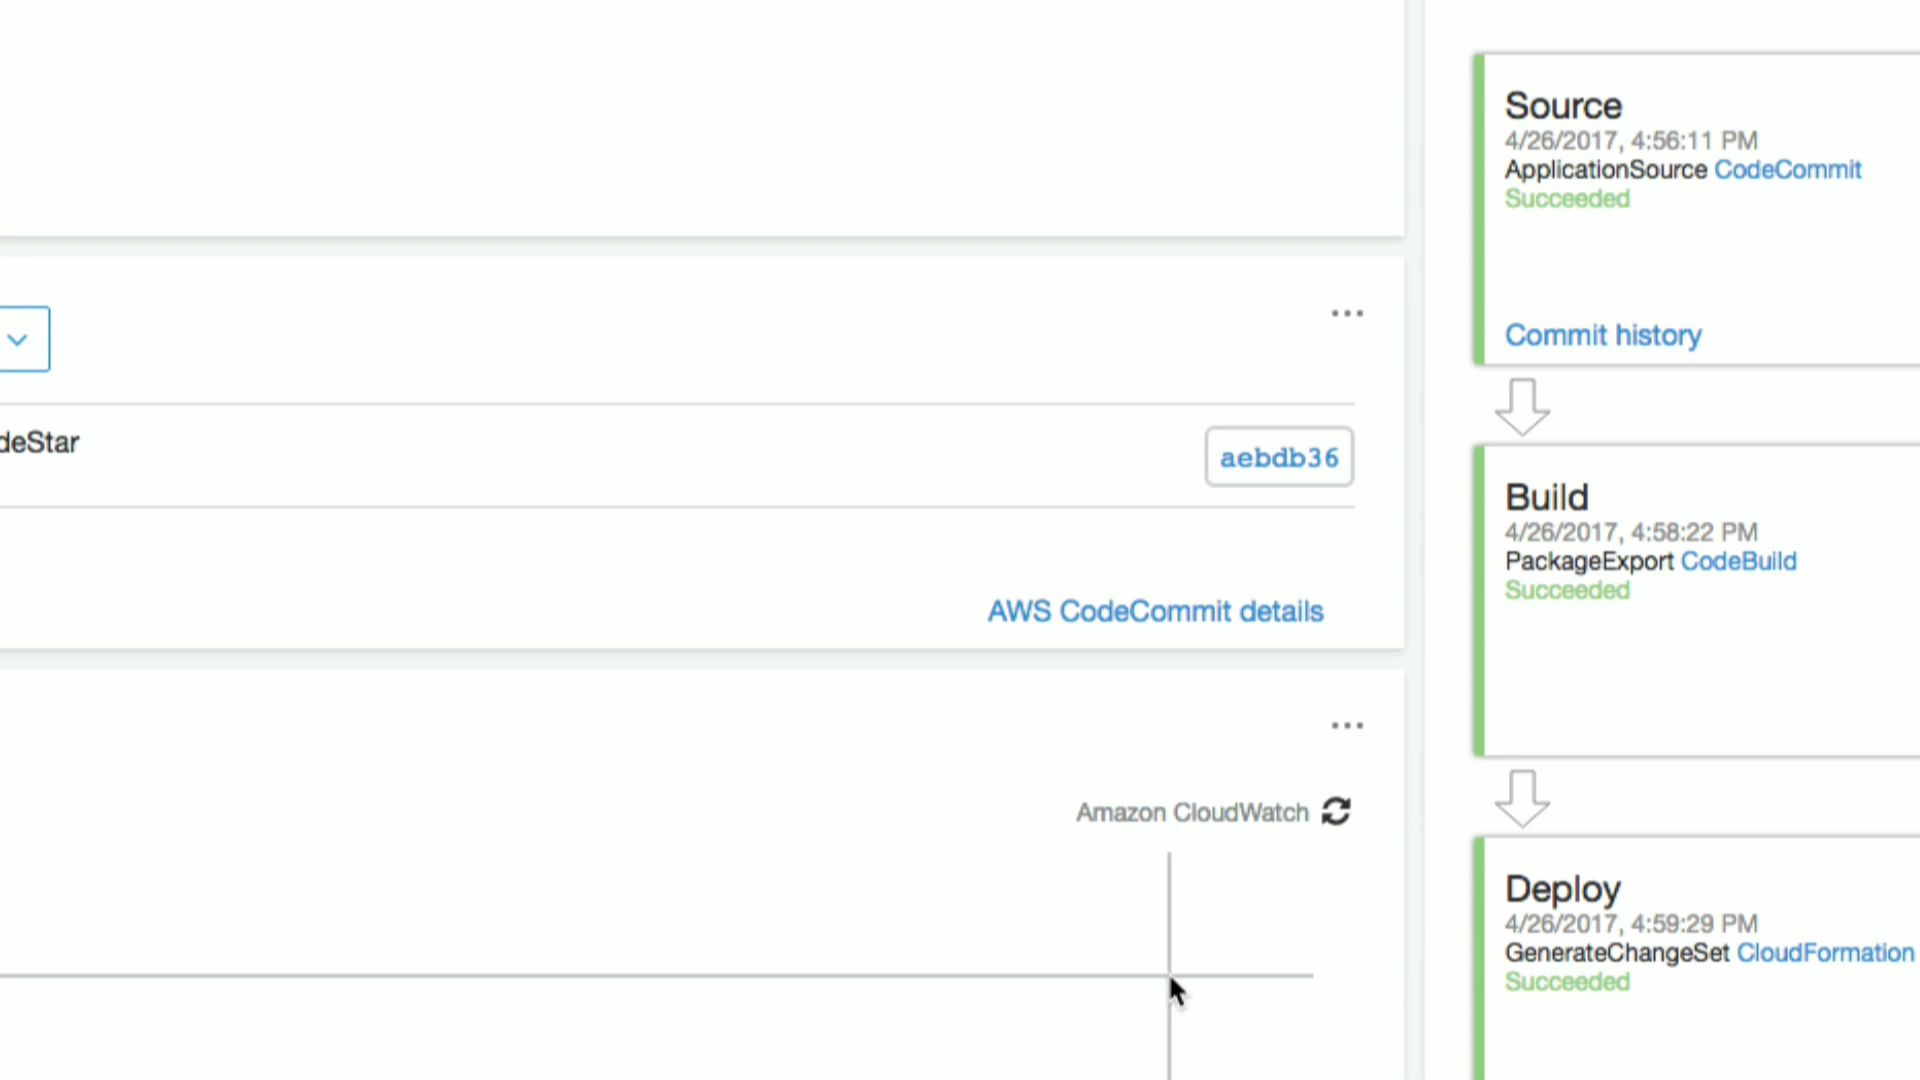 deStar
aebdb36
AWS CodeCommit details
Amazon CloudWatch
Source
4/26/2017, 4:56:11 PM
ApplicationSource CodeCommit
Succeeded
Commit history
Build
4/26/2017, 4:58:22 PM
PackageExport CodeBuild
Succeeded
Deploy
4/26/2017, 4:59:29 PM
GenerateChangeSet CloudFormation
Succeeded